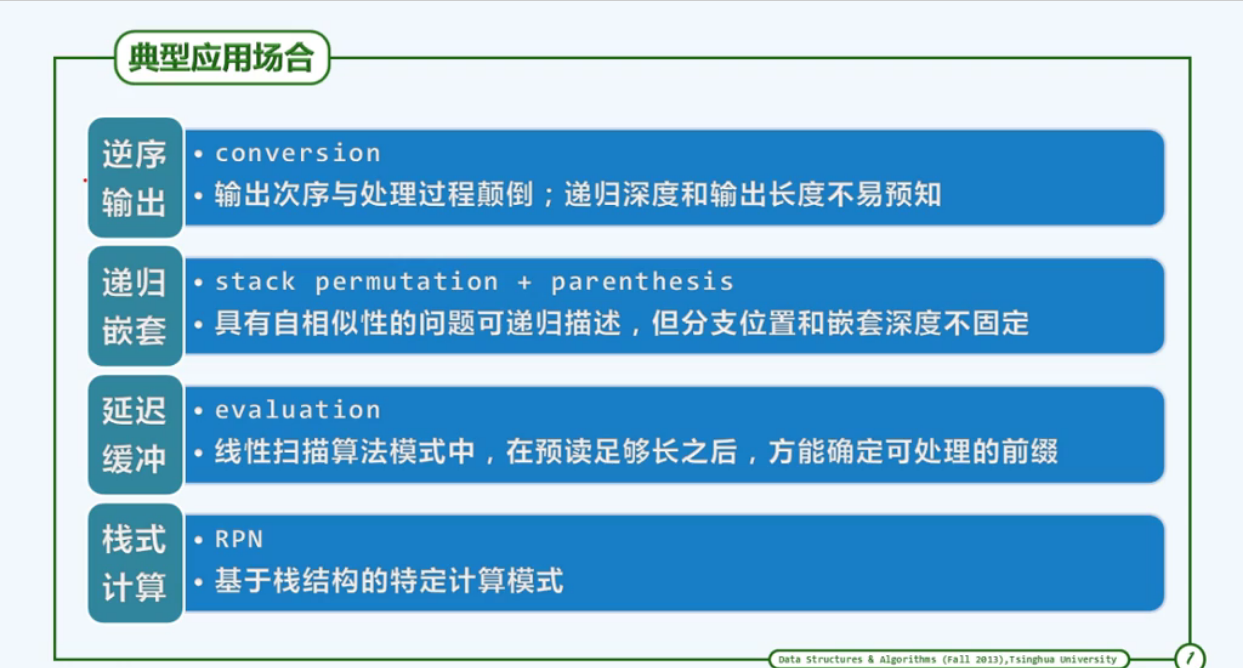 典型应用场合
逆序
输出
• conversion
• 输出次序与处理过程颠倒；递归深度和输出长度不易预知
递归
嵌套
• stack permutation + parenthesis
• 具有自相似性的问题可递归描述，但分支位置和嵌套深度不固定
延迟
缓冲
• evaluation
• 线性扫描算法模式中，在预读足够长之后，方能确定可处理的前缀
栈式
计算
• RPN
• 基于栈结构的特定计算模式
Data Structures & Algorithms (Fall 2013),Tsinghua University